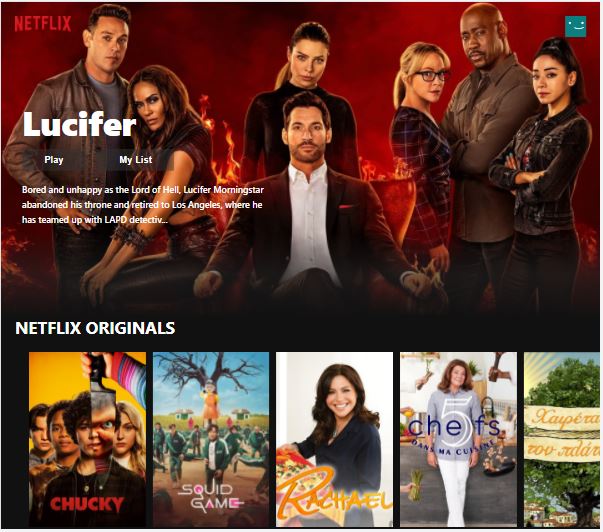 NETFLIX
Lucifer
Play
My List
Bored and unhappy as the Lord of Hell, Lucifer Morningstar
abandoned his throne and retired to Los Angeles, where he
has teamed up with LAPD detectiv...
NETFLIX ORIGINALS
CHUCKY
SQUID
GAME
RACHAEL
5
chefs
DANS MA CUISINE
Χαιρέτα
του πλάτ